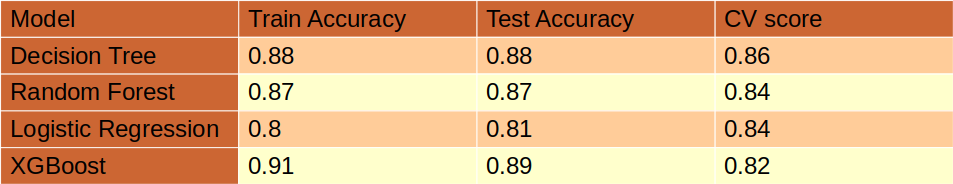 Model Train Accuracy Test Accuracy CV score
Decision Tree 0.88 0.88 0.86
Random Forest 0.87 0.87 0.84
Logistic Regression 0.8 0.81 0.84
XGBoost 0.91 0.89 0.82